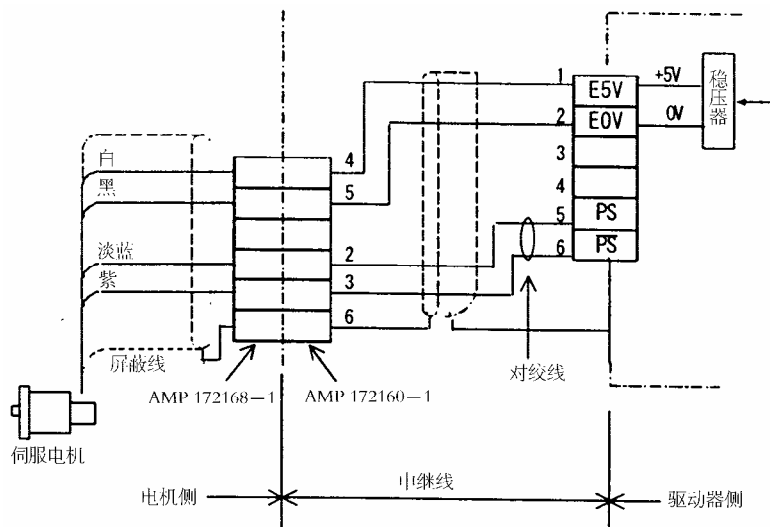 1 E5V +5V
2 E0V 0V
稳压器
3
4
5 PS
6 P̅S̅
白 4
黑 5
淡蓝 2
紫 3
6
屏蔽线
对绞线
AMP 172168—1
AMP 172160—1
伺服电机
电机侧
中继线
驱动器侧